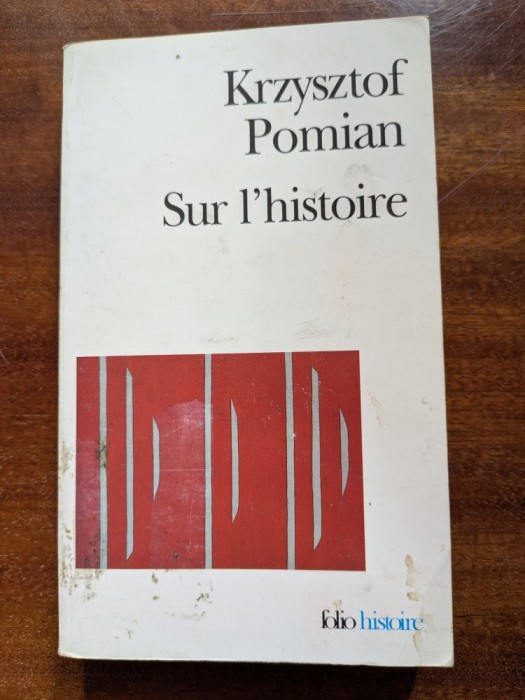 Krzysztof
Pomian
Sur l'histoire
folio histoire